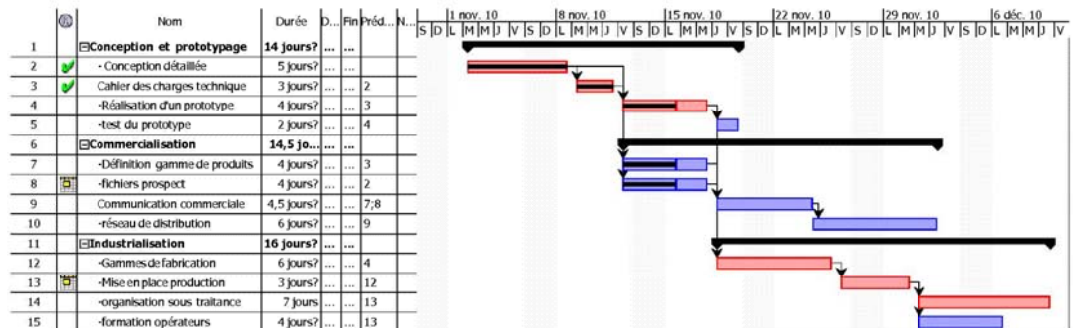 Nom Durée D... Fin Préd... N...
1 nov. 10 8 nov. 10 15 nov. 10 22 nov. 10 29 nov. 10 6 déc. 10
S D L M M J V S D L M M J V S D L M M J V S D L M M J V S D L M M J V S D L M M J V
1 Conception et prototypage 14 jours? ... ...
2 - Conception détaillée 5 jours? ... ...
3 Cahier des charges technique 3 jours? ... ... 2
4 -Réalisation d'un prototype 4 jours? ... ... 3
5 -test du prototype 2 jours? ... ... 4
6 Commercialisation 14,5 jo... ... ...
7 -Définition gamme de produits 4 jours? ... ... 3
8 -fichiers prospect 4 jours? ... ... 2
9 Communication commerciale 4,5 jours? ... ... 7;8
10 -réseau de distribution 6 jours? ... ... 9
11 Industrialisation 16 jours? ... ...
12 -Gammes de fabrication 6 jours? ... ... 4
13 -Mise en place production 3 jours? ... ... 12
14 -organisation sous traitance 7 jours ... ... 13
15 -formation opérateurs 4 jours? ... ... 13